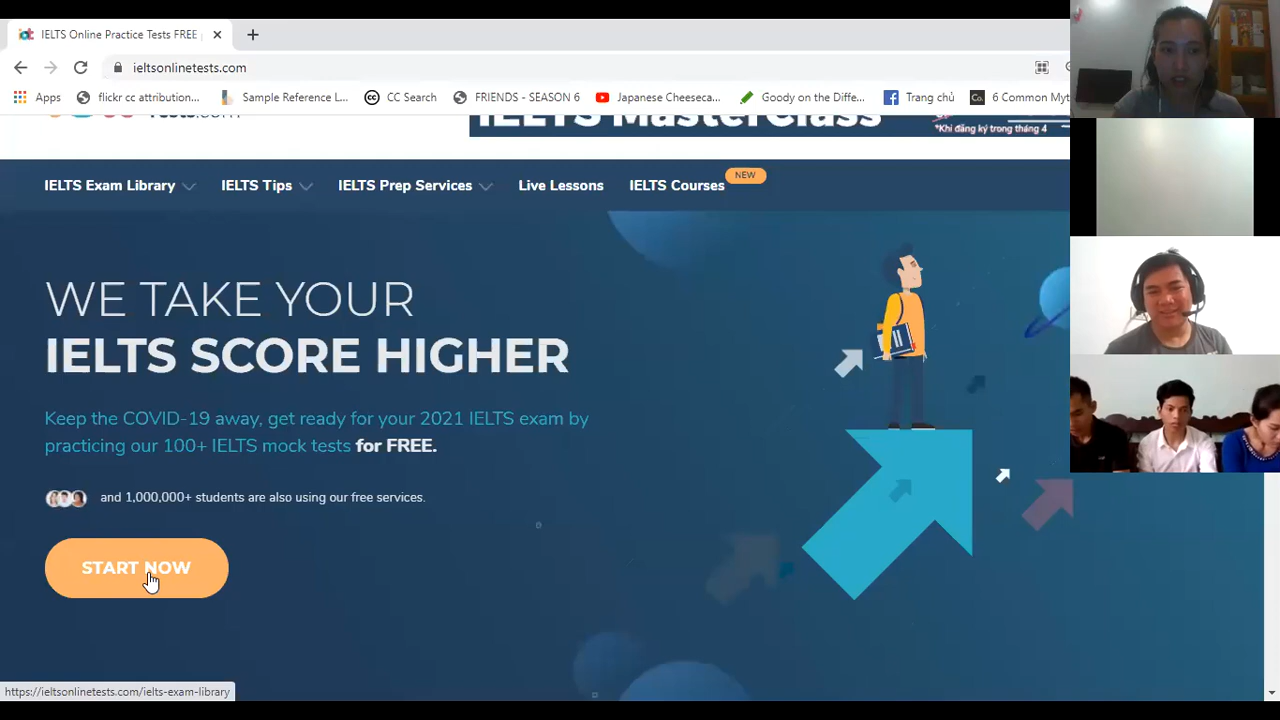 IELTS Online Practice Tests FREE
ieltsonlinetests.com
Apps
flickr cc attribution...
Sample Reference L...
CC Search
FRIENDS - SEASON 6
Japanese Cheeseca...
Goody on the Diffe...
Trang chủ
6 Common Myt
IELTS MasterClass
*Khi đăng ký trong tháng 4
IELTS Exam Library
IELTS Tips
IELTS Prep Services
Live Lessons
IELTS Courses
NEW
WE TAKE YOUR
IELTS SCORE HIGHER
Keep the COVID-19 away, get ready for your 2021 IELTS exam by
practicing our 100+ IELTS mock tests for FREE.
and 1,000,000+ students are also using our free services.
START NOW
https://ieltsonlinetests.com/ielts-exam-library